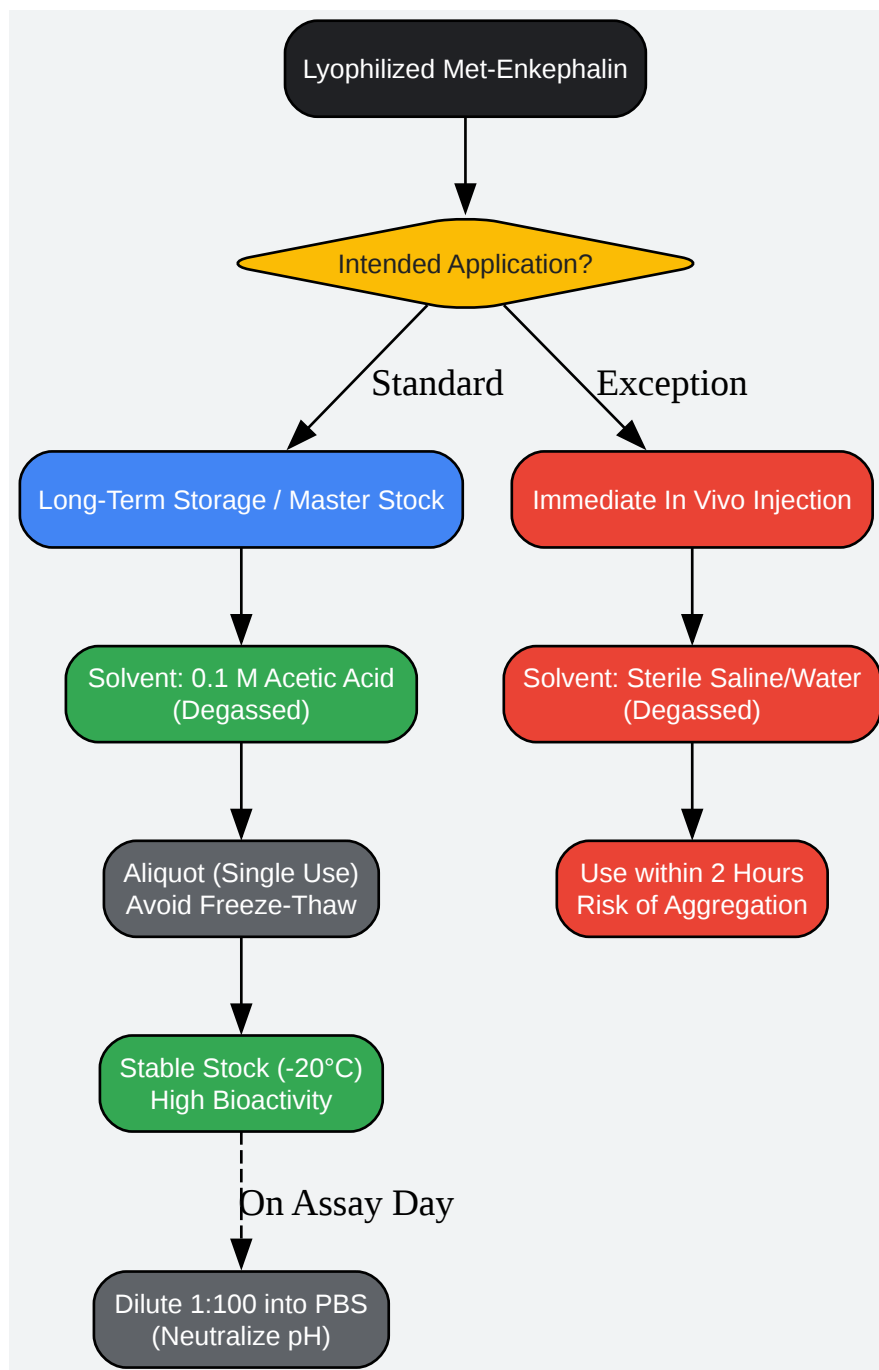 Lyophilized Met-Enkephalin
Intended Application?
Standard
Exception
Long-Term Storage / Master Stock
Immediate In Vivo Injection
Solvent: 0.1 M Acetic Acid
(Degassed)
Solvent: Sterile Saline/Water
(Degassed)
Aliquot (Single Use)
Avoid Freeze-Thaw
Use within 2 Hours
Risk of Aggregation
Stable Stock (-20°C)
High Bioactivity
On Assay Day
Dilute 1:100 into PBS
(Neutralize pH)